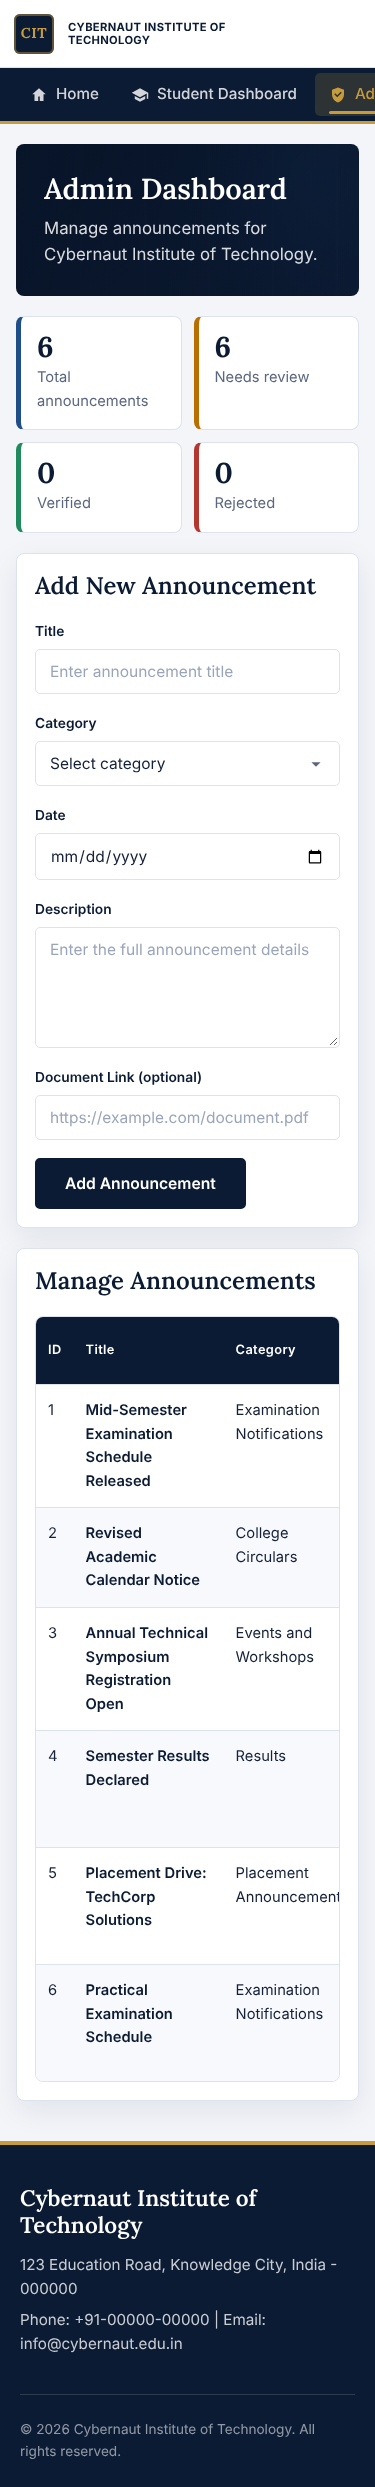 CIT
CYBERNAUT INSTITUTE OF
TECHNOLOGY
Home
Student Dashboard
Ad
Admin Dashboard
Manage announcements for
Cybernaut Institute of Technology.
6
Total
announcements
6
Needs review
0
Verified
0
Rejected
Add New Announcement
Title
Enter announcement title
Category
Select category
Date
mm/dd/yyyy
Description
Enter the full announcement details
Document Link (optional)
https://example.com/document.pdf
Add Announcement
Manage Announcements
ID Title Category
1 Mid-Semester Examination
Examination Notifications
Schedule
Released
2 Revised College
Academic Circulars
Calendar Notice
3 Annual Technical Events and
Symposium Workshops
Registration
Open
4 Semester Results Results
Declared
5 Placement Drive: Placement
TechCorp Announcement
Solutions
6 Practical Examination
Examination Notifications
Schedule
Cybernaut Institute of
Technology
123 Education Road, Knowledge City, India -
000000
Phone: +91-00000-00000 | Email:
info@cybernaut.edu.in
© 2026 Cybernaut Institute of Technology. All
rights reserved.